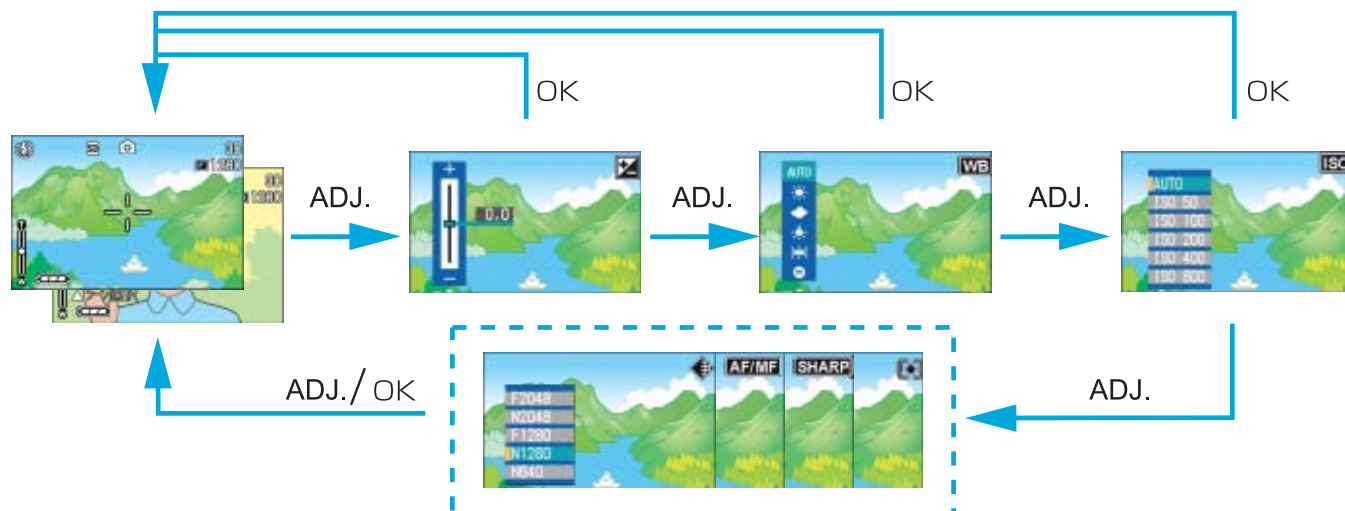 OK
OK
OK
1280
ADJ.
+
0.0
−
ADJ.
AUTO
WB
ADJ.
ISO
AUTO
ISO 50
ISO 100
ISO 200
ISO 400
ISO 800
ADJ./OK
F2048
N2048
F1280
N1280
N640
AF/MF
SHARP
ADJ.